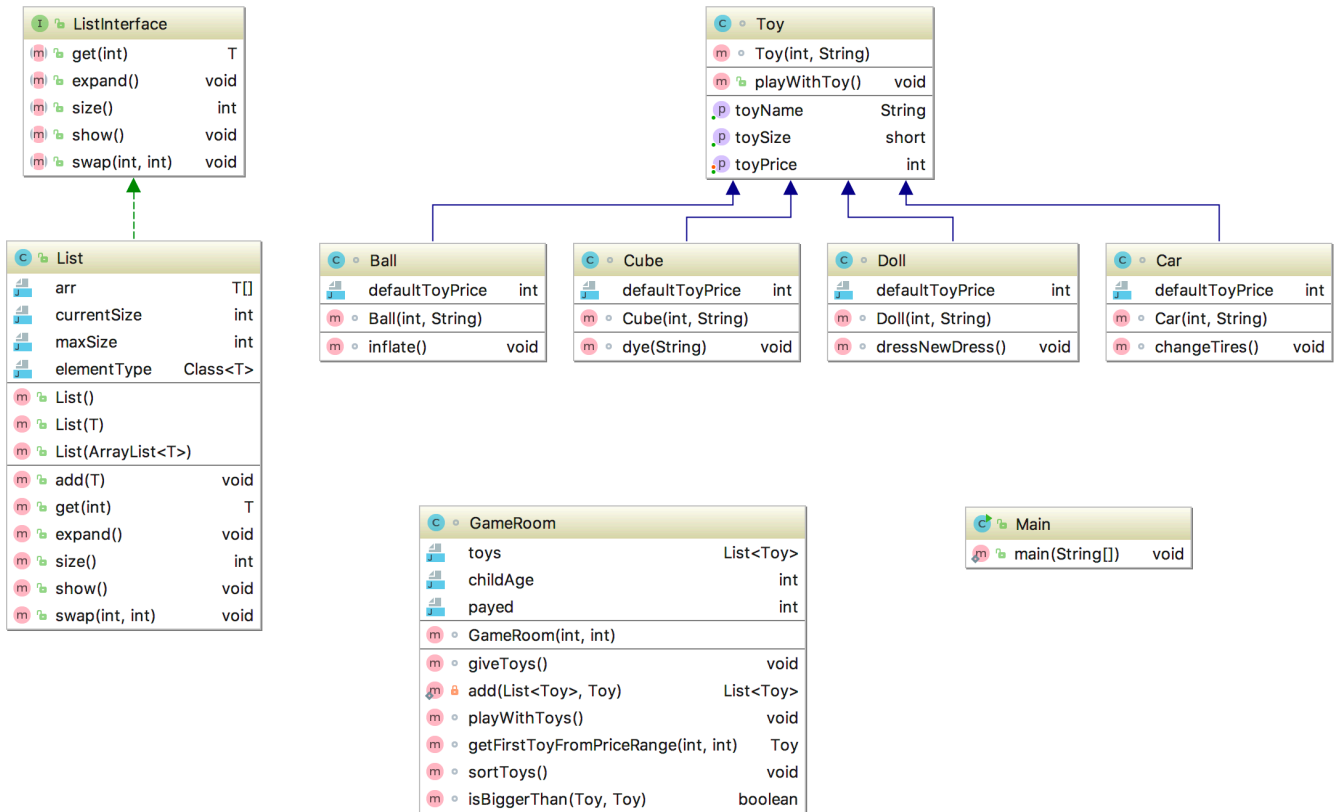 I ListInterface
m get(int) T
m expand() void
m size() int
m show() void
m swap(int, int) void
C List
arr T[]
currentSize int
maxSize int
elementType Class<T>
m List()
m List(T)
m List(ArrayList<T>)
m add(T) void
m get(int) T
m expand() void
m size() int
m show() void
m swap(int, int) void
C Toy
m Toy(int, String)
m playWithToy() void
p toyName String
p toySize short
p toyPrice int
C Ball
defaultToyPrice int
m Ball(int, String)
m inflate() void
C Cube
defaultToyPrice int
m Cube(int, String)
m dye(String) void
C Doll
defaultToyPrice int
m Doll(int, String)
m dressNewDress() void
C Car
defaultToyPrice int
m Car(int, String)
m changeTires() void
C GameRoom
toys List<Toy>
childAge int
payed int
m GameRoom(int, int)
m giveToys() void
m add(List<Toy>, Toy) List<Toy>
m playWithToys() void
m getFirstToyFromPriceRange(int, int) Toy
m sortToys() void
m isBiggerThan(Toy, Toy) boolean
C Main
m main(String[]) void